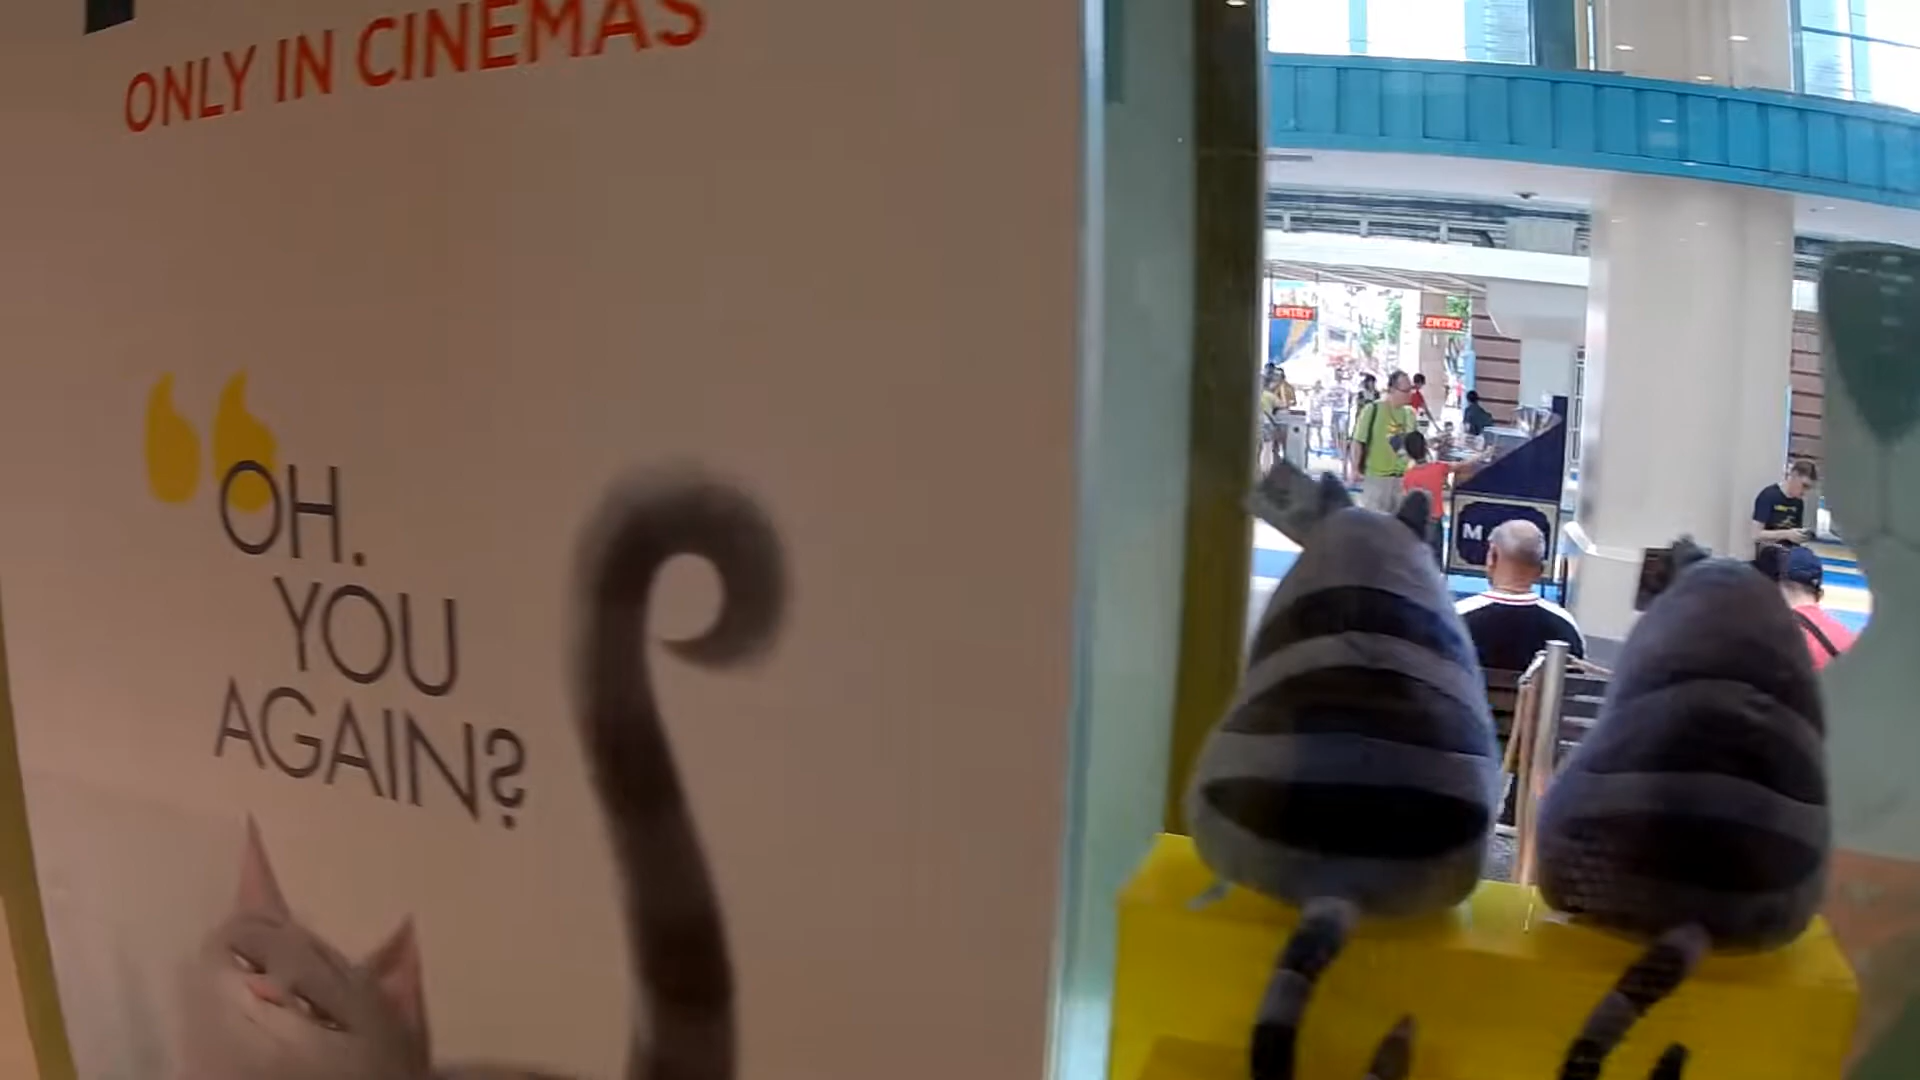 ONLY IN CINEMAS
“OH.
YOU
AGAIN?
ENTRY
ENTRY